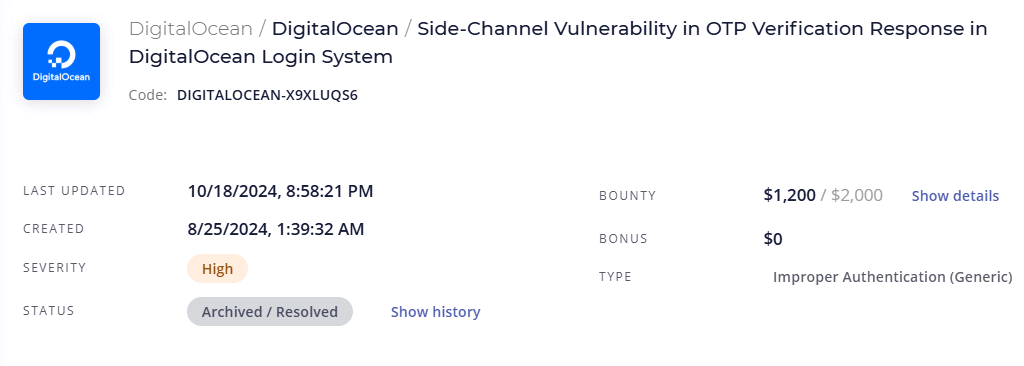 DigitalOcean / DigitalOcean / Side-Channel Vulnerability in OTP Verification Response in
DigitalOcean Login System
DigitalOcean
Code: DIGITALOCEAN-X9XLUQS6
LAST UPDATED 10/18/2024, 8:58:21 PM
CREATED 8/25/2024, 1:39:32 AM
SEVERITY High
STATUS Archived / Resolved Show history
BOUNTY $1,200 / $2,000 Show details
BONUS $0
TYPE Improper Authentication (Generic)